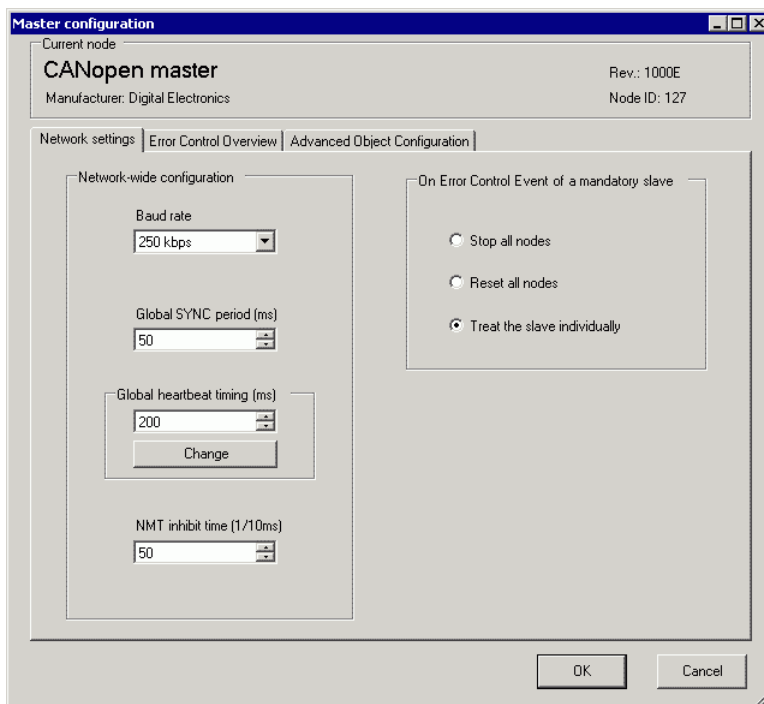 Master configuration
Current node
CANopen master
Rev.: 1000E
Manufacturer: Digital Electronics
Node ID: 127
Network settings
Error Control Overview
Advanced Object Configuration
Network-wide configuration
Baud rate
250 kbps
Global SYNC period (ms)
50
Global heartbeat timing (ms)
200
Change
NMT inhibit time (1/10ms)
50
On Error Control Event of a mandatory slave
Stop all nodes
Reset all nodes
Treat the slave individually
OK
Cancel